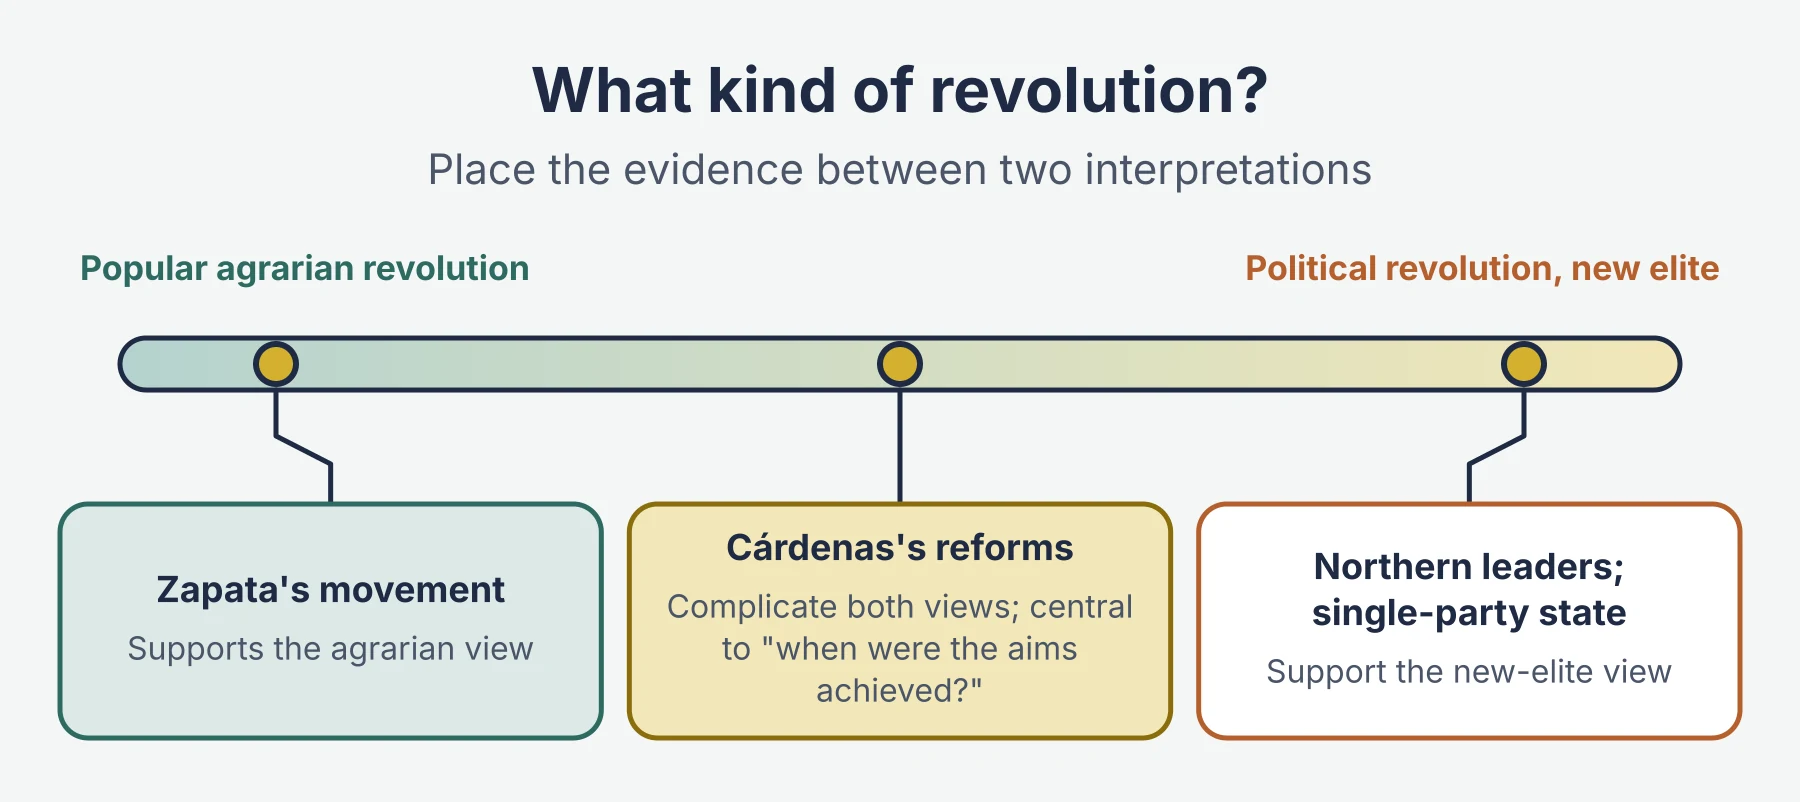 What kind of revolution?
Place the evidence between two interpretations
Popular agrarian revolution
Political revolution, new elite
Zapata's movement
Supports the agrarian view
Cárdenas's reforms
Complicate both views; central
to "when were the aims
achieved?"
Northern leaders;
single-party state
Support the new-elite view